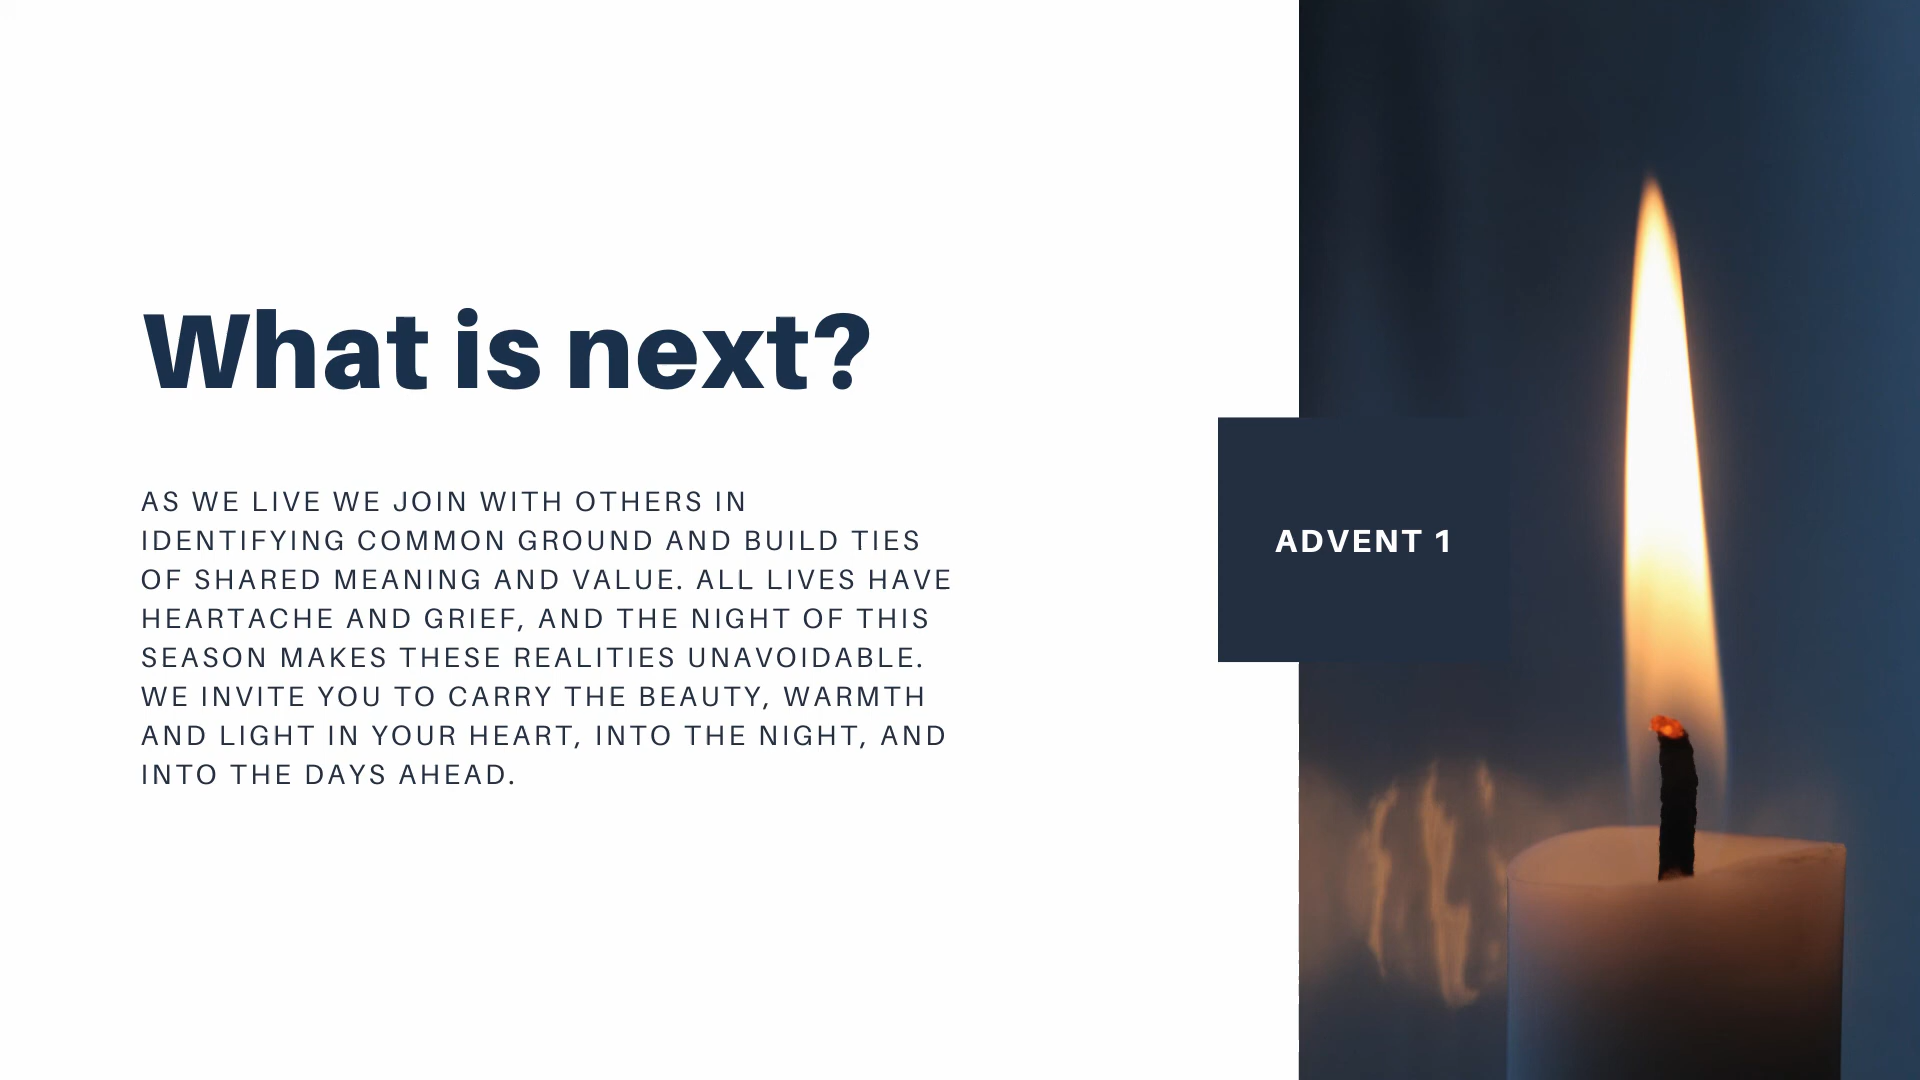 What is next?
AS WE LIVE WE JOIN WITH OTHERS IN
IDENTIFYING COMMON GROUND AND BUILD TIES
OF SHARED MEANING AND VALUE. ALL LIVES HAVE
HEARTACHE AND GRIEF, AND THE NIGHT OF THIS
SEASON MAKES THESE REALITIES UNAVOIDABLE.
WE INVITE YOU TO CARRY THE BEAUTY, WARMTH
AND LIGHT IN YOUR HEART, INTO THE NIGHT, AND
INTO THE DAYS AHEAD.
ADVENT 1